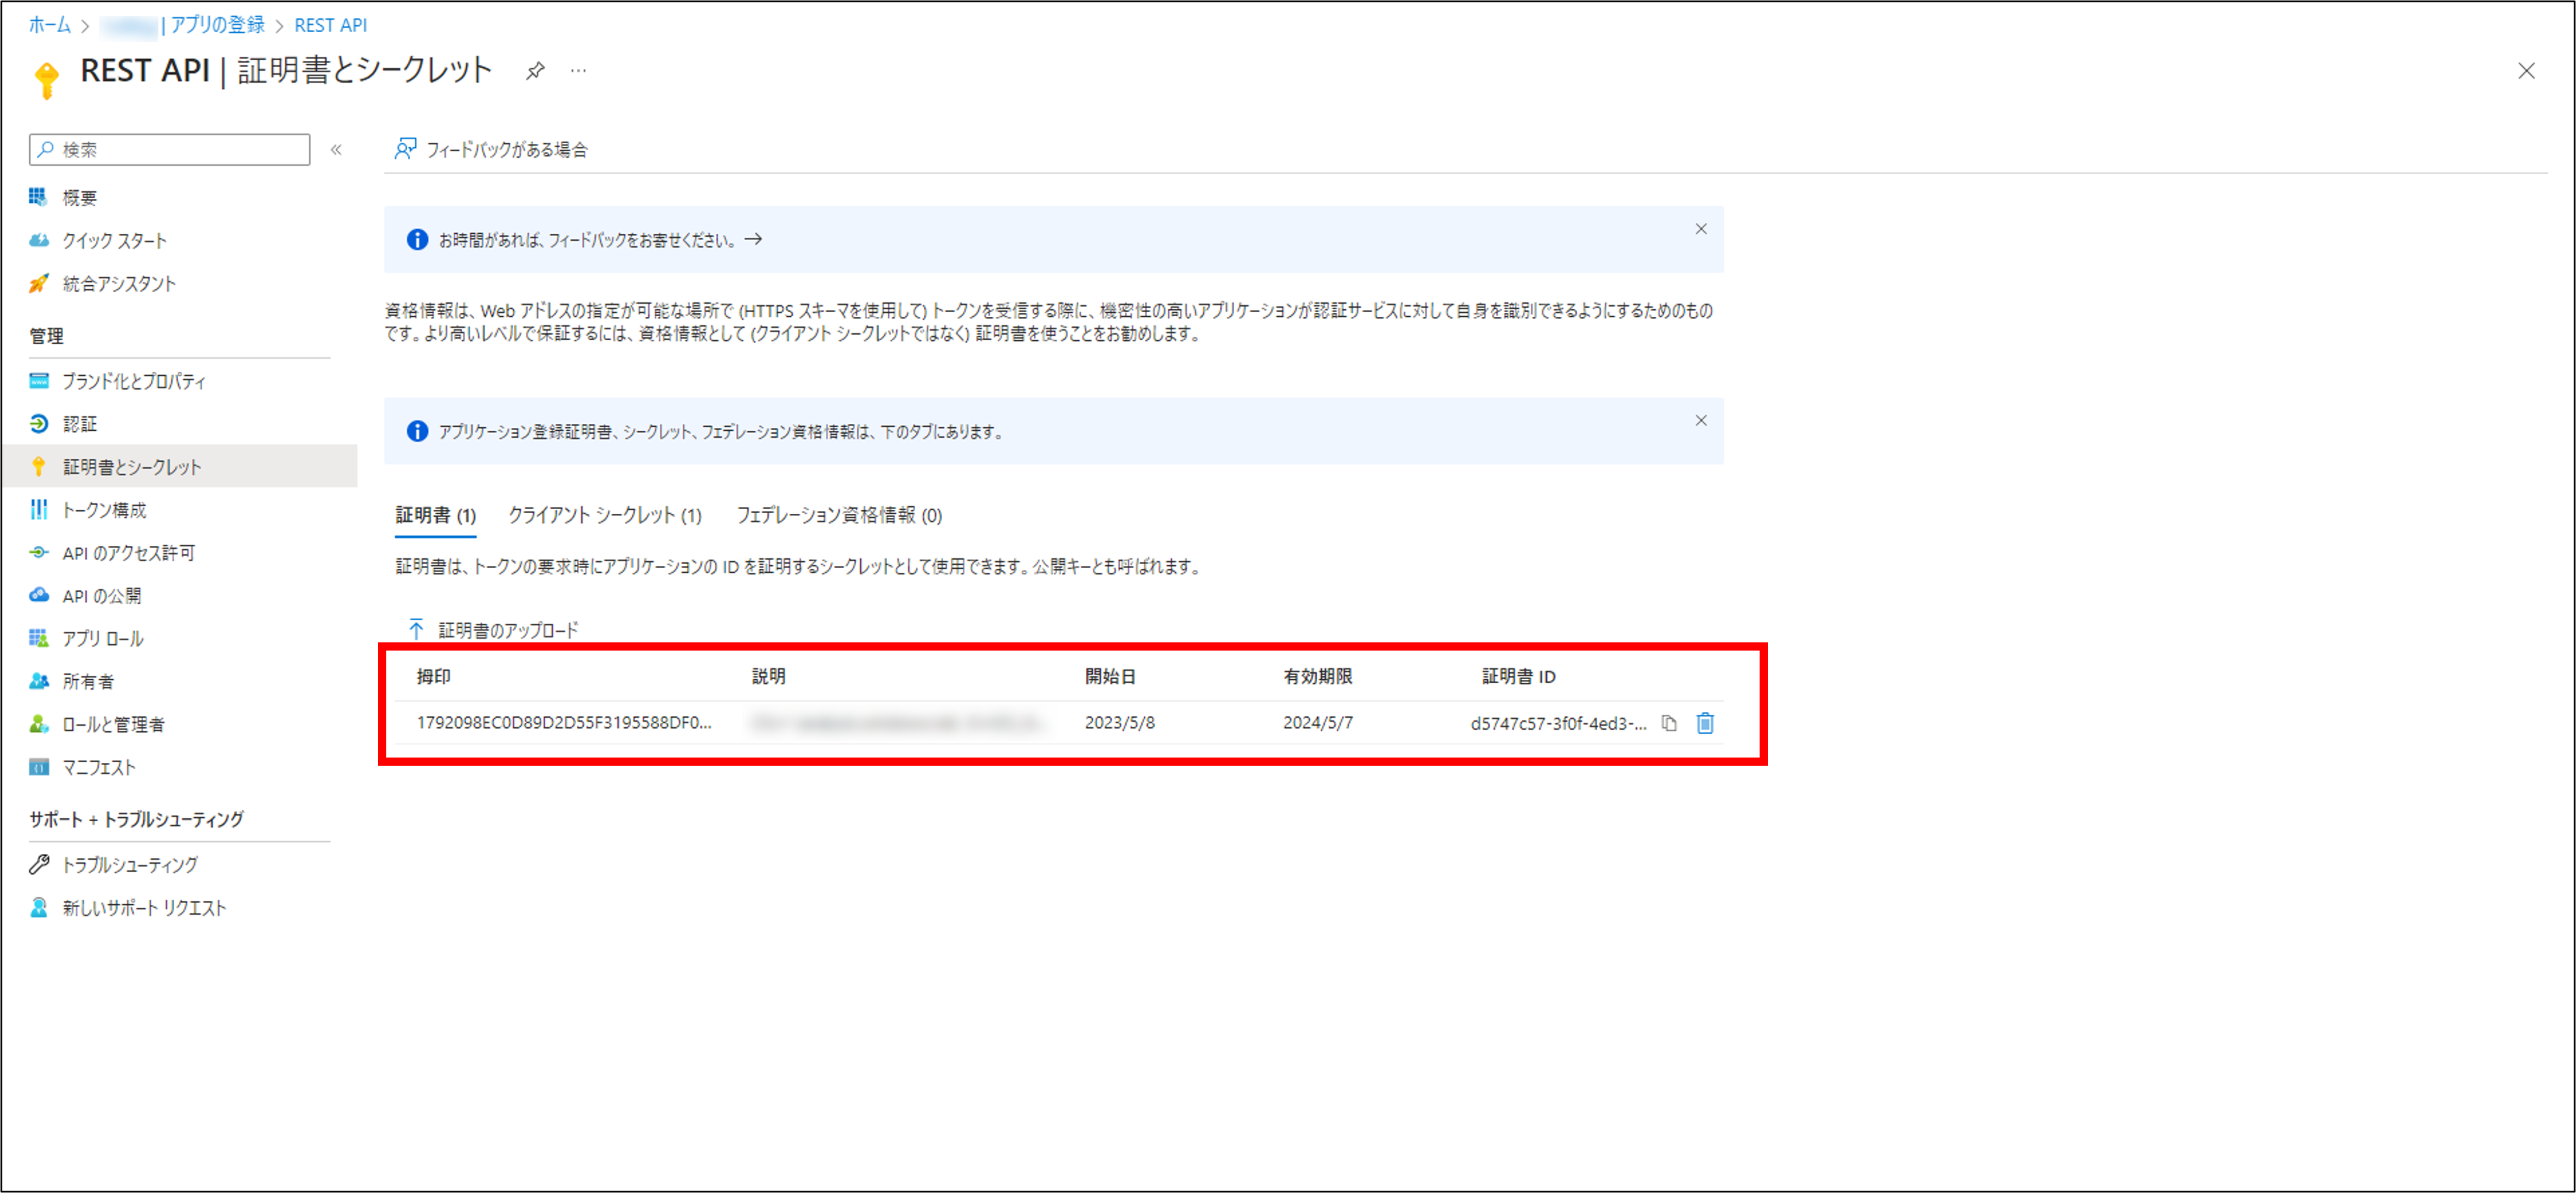 ホーム > | アプリの登録 > REST API
REST API | 証明書とシークレット
検索
フィードバックがある場合
概要
クイック スタート
統合アシスタント
管理
ブランド化とプロパティ
認証
証明書とシークレット
トークン構成
API のアクセス許可
API の公開
アプリ ロール
所有者
ロールと管理者
マニフェスト
サポート + トラブルシューティング
トラブルシューティング
新しいサポート リクエスト
お時間があれば、フィードバックをお寄せください。→
資格情報は、Web アドレスの指定が可能な場所で (HTTPS スキーマを使用して) トークンを受信する際に、機密性の高いアプリケーションが認証サービスに対して自身を識別できるようにするためのもの
です。より高いレベルで保証するには、資格情報として (クライアント シークレットではなく) 証明書を使うことをお勧めします。
アプリケーション登録証明書、シークレット、フェデレーション資格情報は、下のタブにあります。
証明書 (1) クライアント シークレット (1) フェデレーション資格情報 (0)
証明書は、トークンの要求時にアプリケーションの ID を証明するシークレットとして使用できます。公開キーとも呼ばれます。
証明書のアップロード
拇印 説明 開始日 有効期限 証明書 ID
1792098EC0D89D2D55F3195588DF0... 2023/5/8 2024/5/7 d5747c57-3f0f-4ed3-...